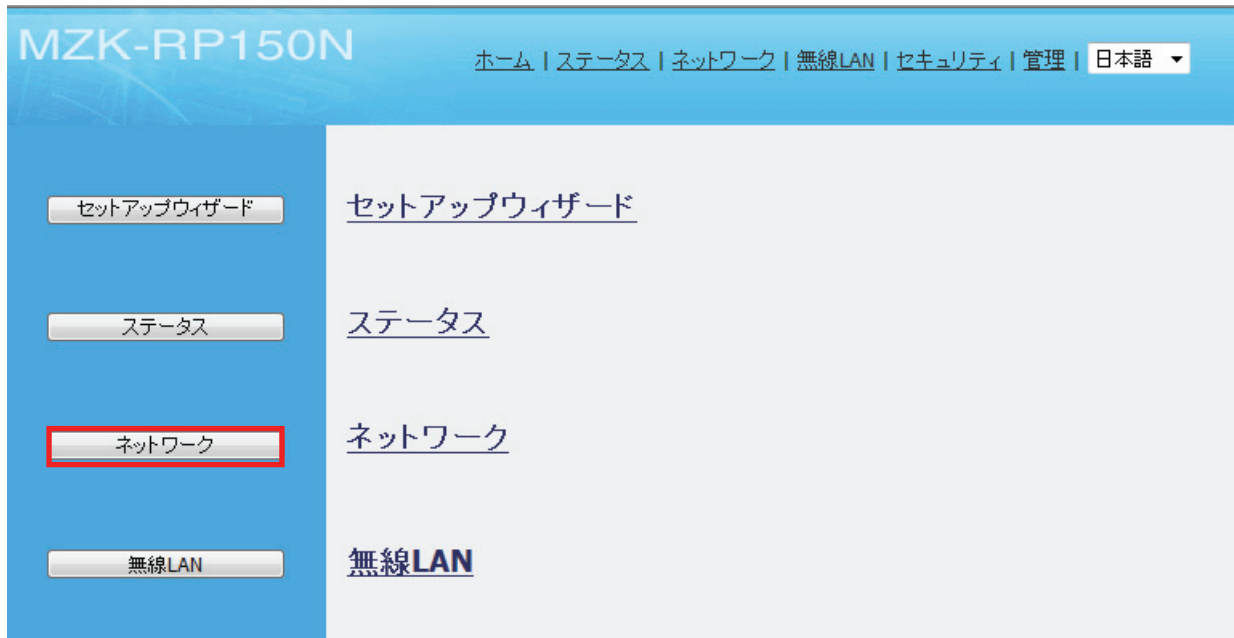 MZK-RP150N
ホーム | ステータス | ネットワーク | 無線LAN | セキュリティ | 管理 | 日本語
セットアップウィザード セットアップウィザード
ステータス ステータス
ネットワーク ネットワーク
無線LAN 無線LAN